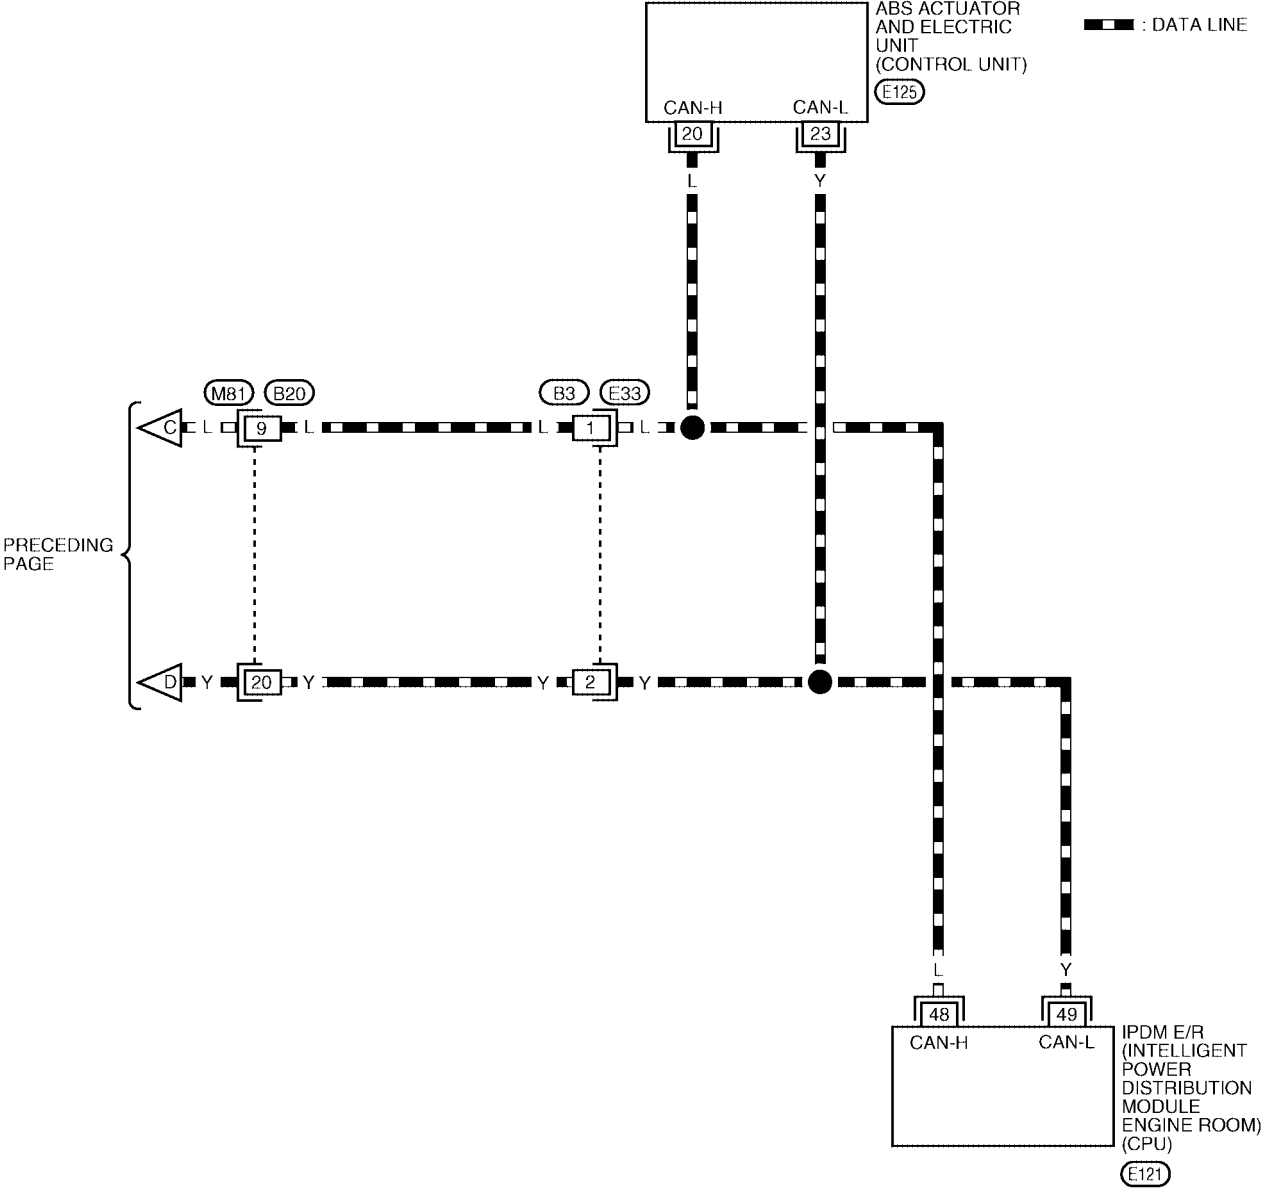 ABS ACTUATOR
AND ELECTRIC
UNIT
(CONTROL UNIT)
E125
: DATA LINE
CAN-H
CAN-L
20
23
L
Y
M81
B20
B3
E33
C
L
9
L
L
1
L
PRECEDING
PAGE
D
Y
20
Y
Y
2
Y
L
Y
48
49
CAN-H
CAN-L
IPDM E/R
(INTELLIGENT
POWER
DISTRIBUTION
MODULE
ENGINE ROOM)
(CPU)
E121